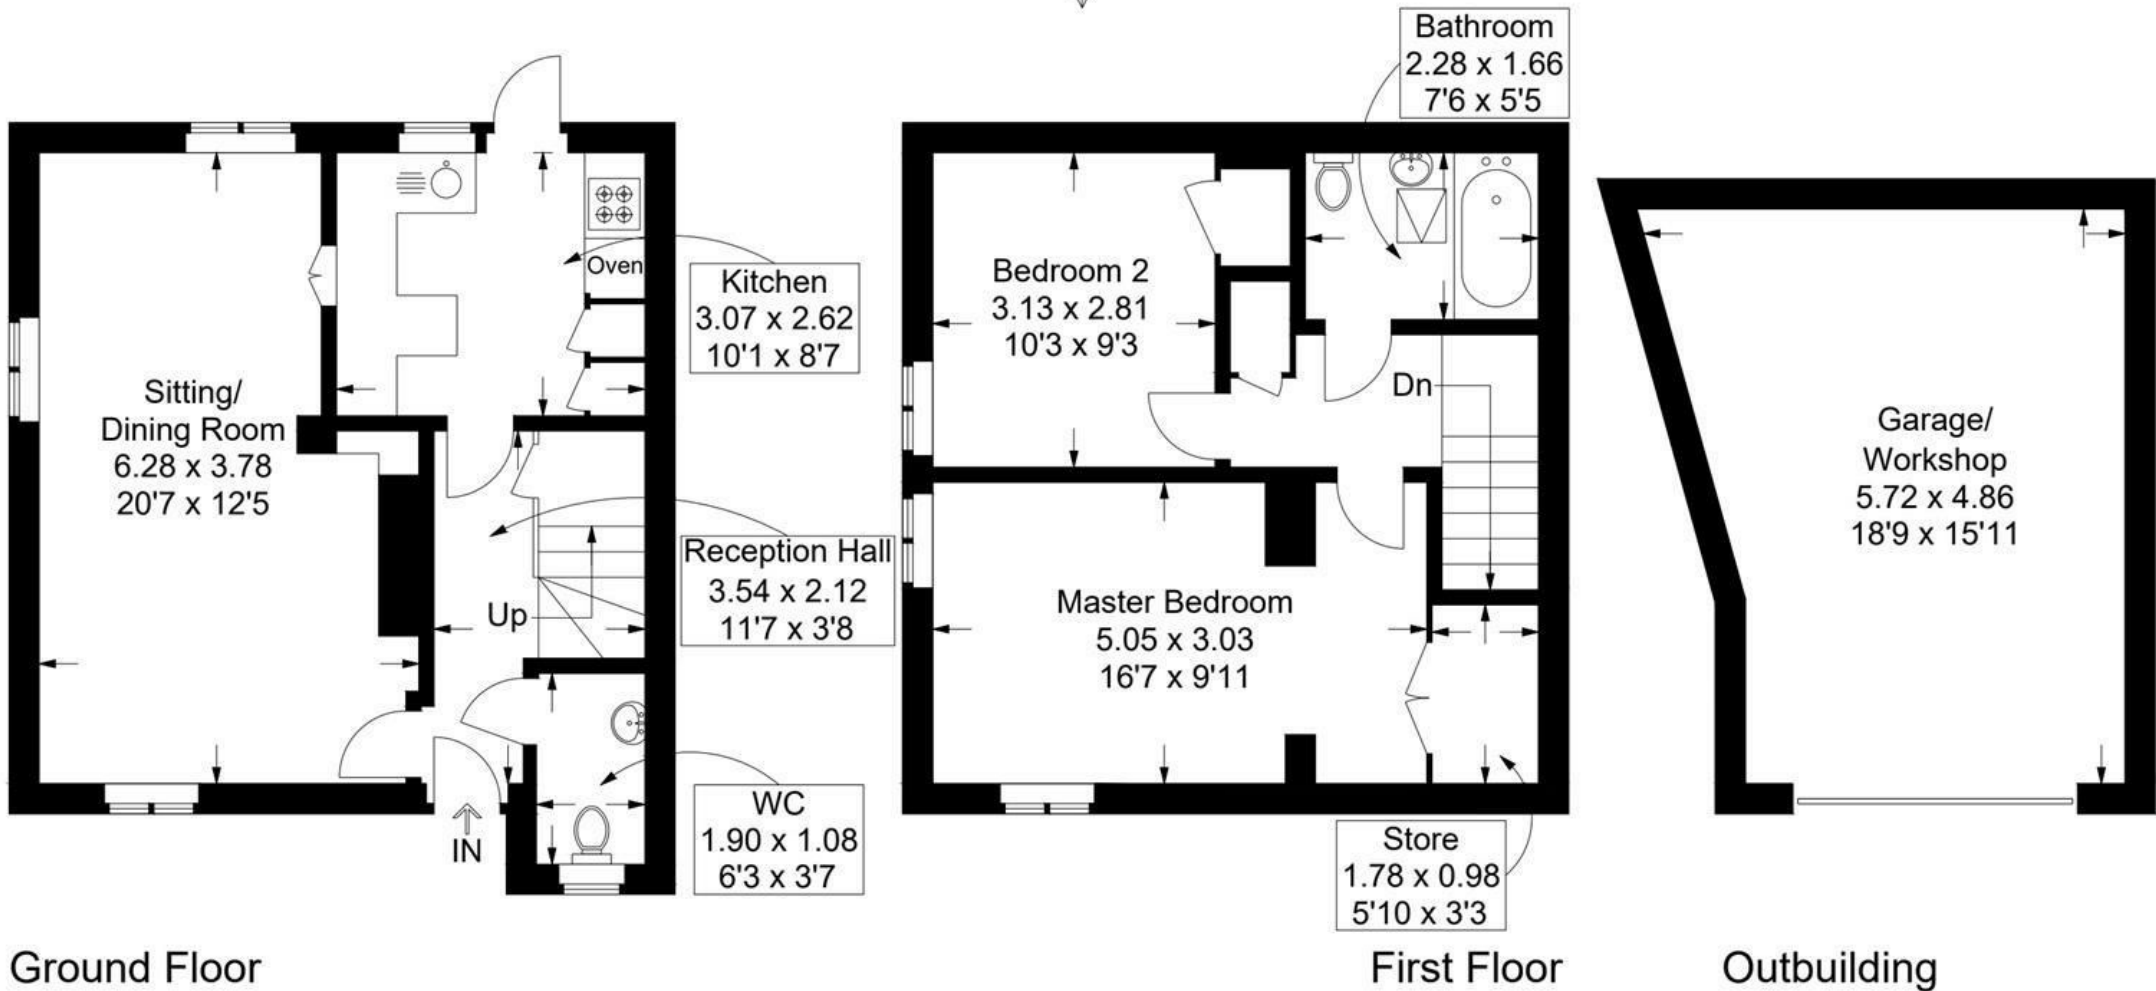 Bathroom
2.28 x 1.66
7'6 x 5'5
Oven
Kitchen
3.07 x 2.62
10'1 x 8'7
Sitting/
Dining Room
6.28 x 3.78
20'7 x 12'5
Reception Hall
3.54 x 2.12
11'7 x 3'8
Up
IN
WC
1.90 x 1.08
6'3 x 3'7
Bedroom 2
3.13 x 2.81
10'3 x 9'3
Dn
Master Bedroom
5.05 x 3.03
16'7 x 9'11
Store
1.78 x 0.98
5'10 x 3'3
Garage/
Workshop
5.72 x 4.86
18'9 x 15'11
Ground Floor
First Floor
Outbuilding